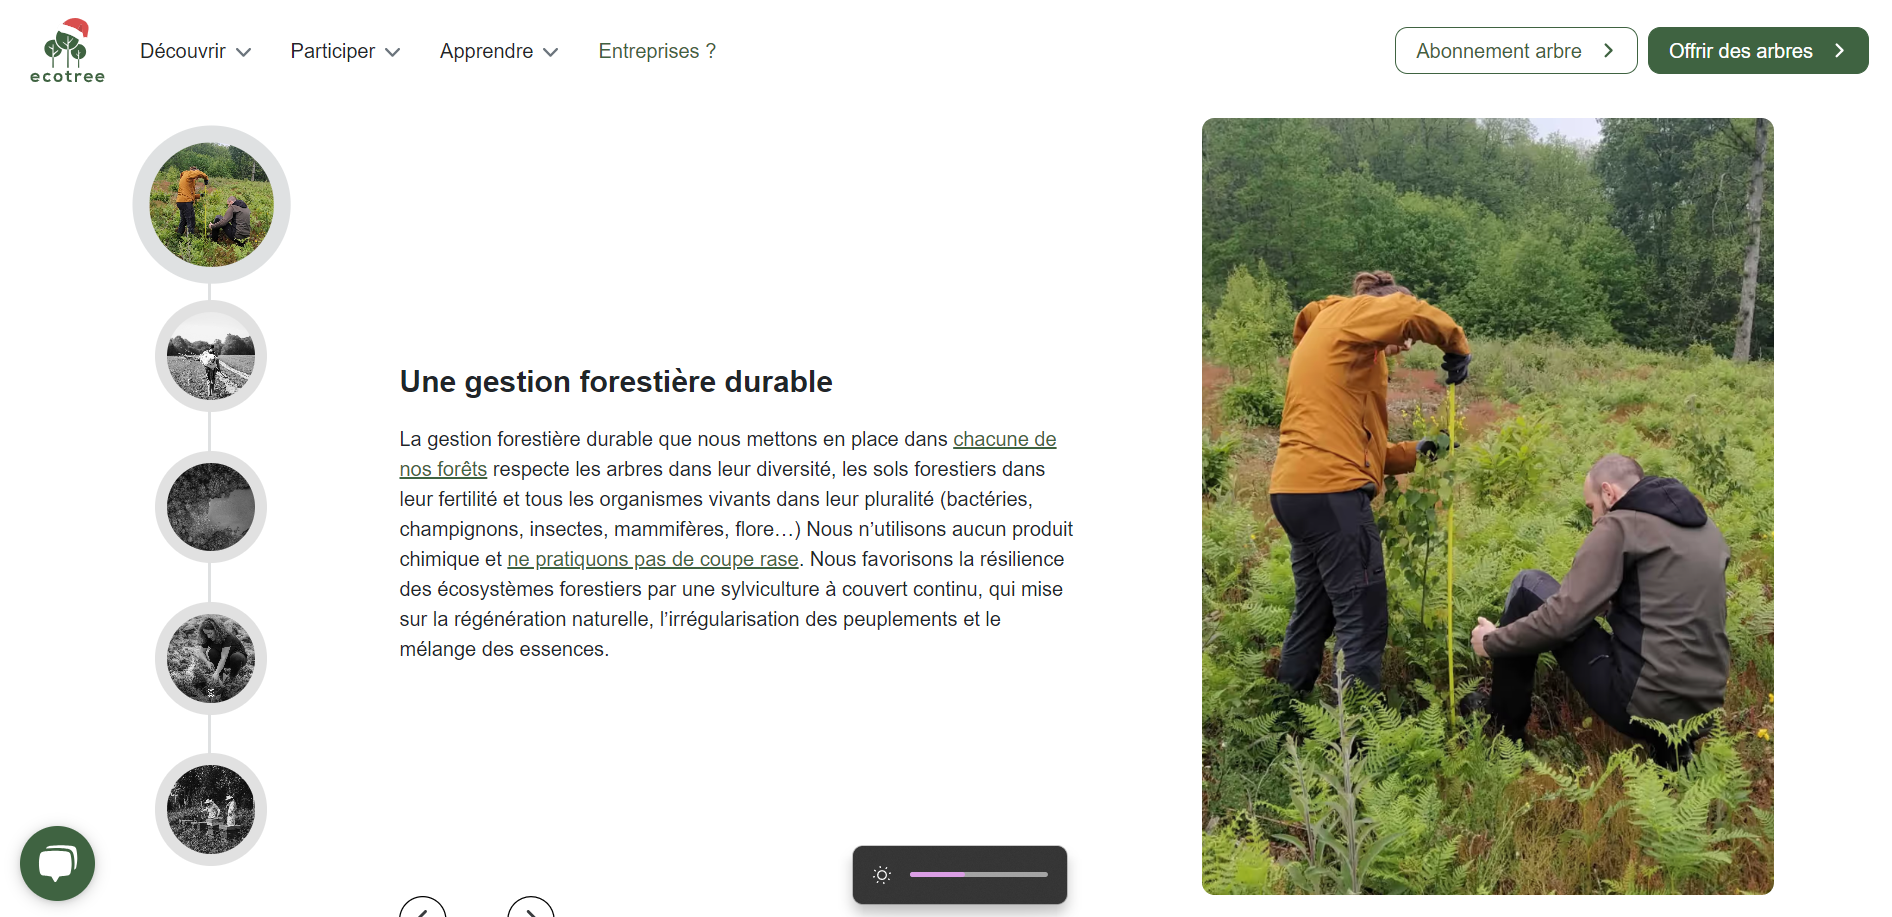 ecotree
Découvrir
Participer
Apprendre
Entreprises ?
Abonnement arbre
Offrir des arbres
Une gestion forestière durable
La gestion forestière durable que nous mettons en place dans chacune de
nos forêts respecte les arbres dans leur diversité, les sols forestiers dans
leur fertilité et tous les organismes vivants dans leur pluralité (bactéries,
champignons, insectes, mammifères, flore…) Nous n’utilisons aucun produit
chimique et ne pratiquons pas de coupe rase. Nous favorisons la résilience
des écosystèmes forestiers par une sylviculture à couvert continu, qui mise
sur la régénération naturelle, l’irrégularisation des peuplements et le
mélange des essences.